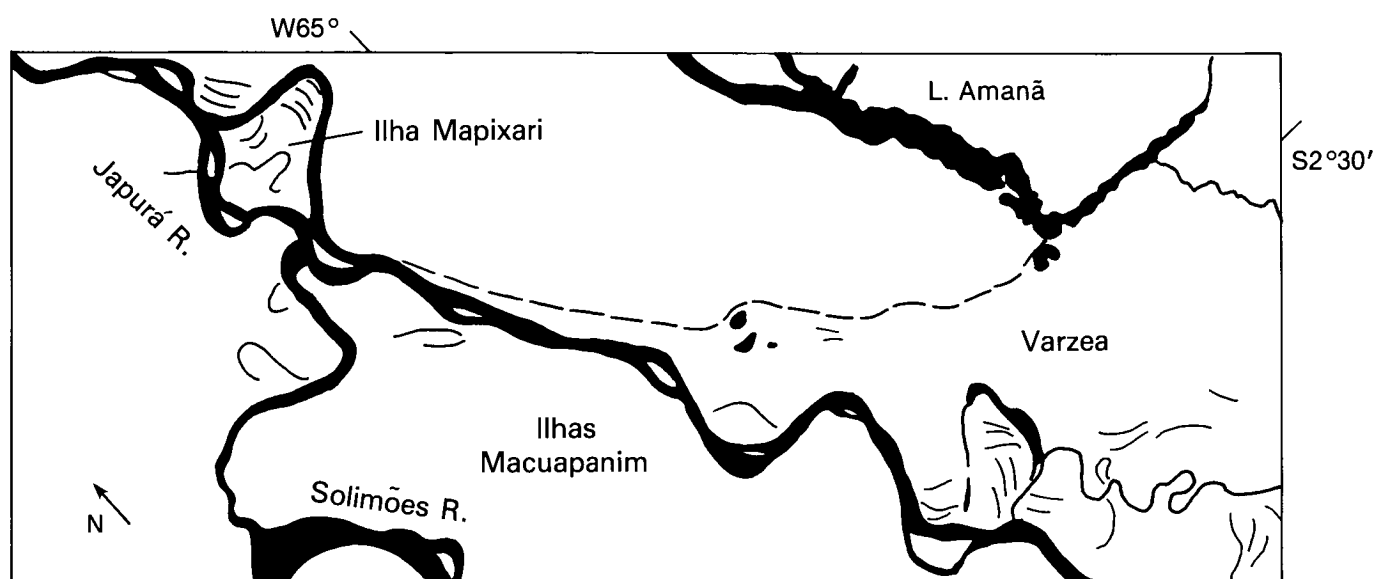 W65°
L. Amanã
Ilha Mapixari
S2°30′
Japurá R.
Varzea
Ilhas
Macuapanim
Solimões R.
N